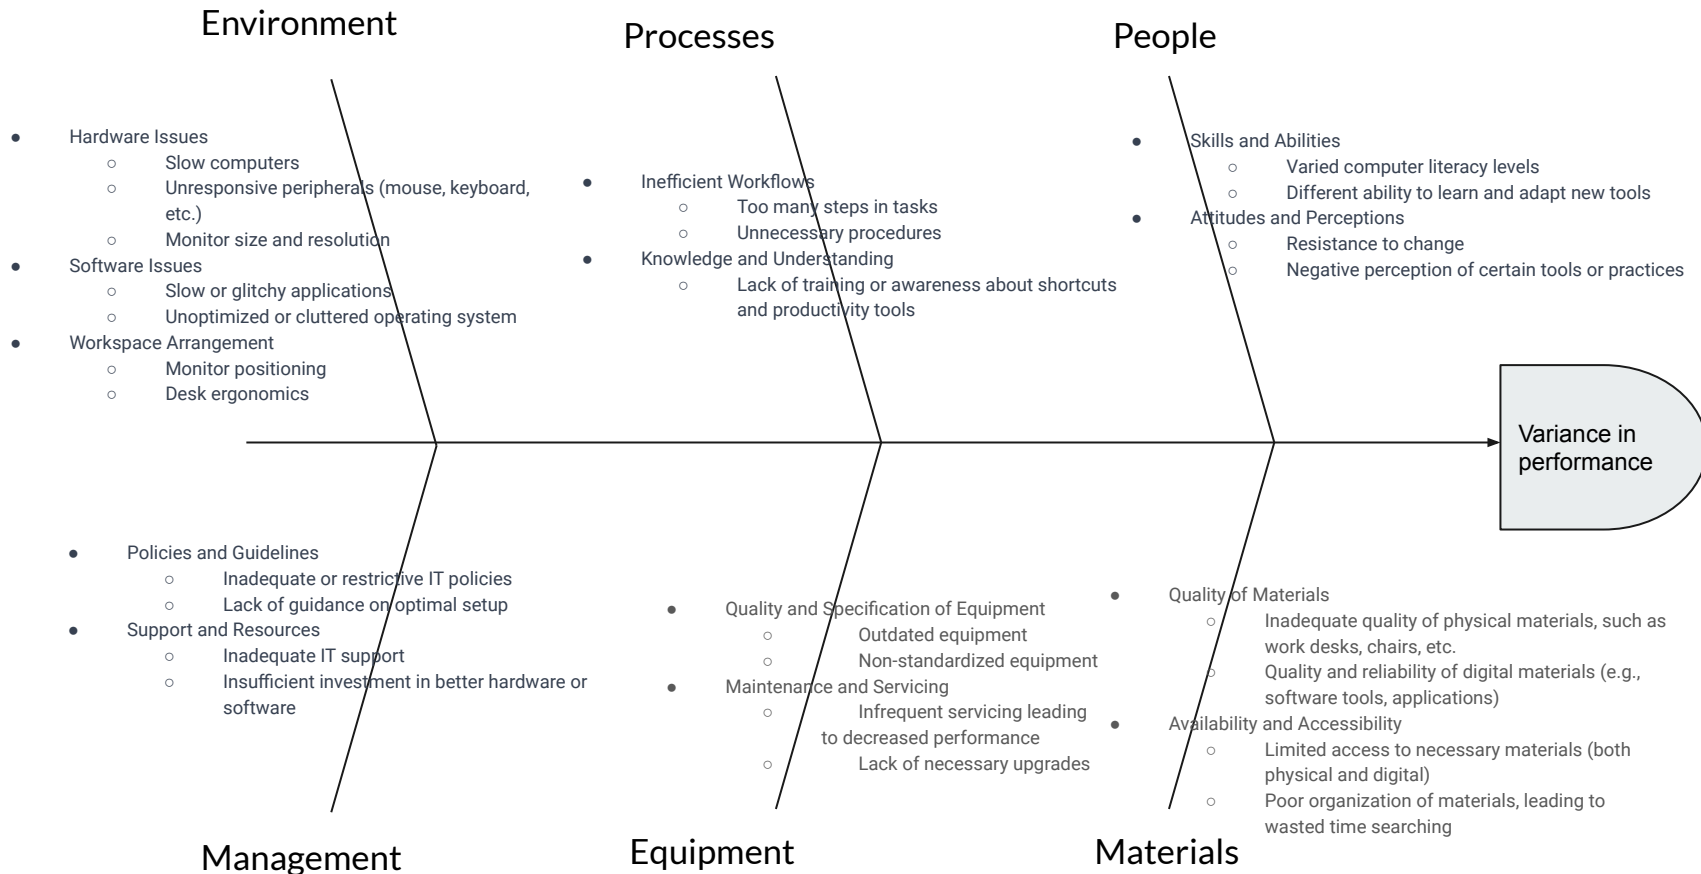 Environment
Processes
People
● Hardware Issues
○ Slow computers
○ Unresponsive peripherals (mouse, keyboard,
etc.)
○ Monitor size and resolution
● Software Issues
○ Slow or glitchy applications
○ Unoptimized or cluttered operating system
● Workspace Arrangement
○ Monitor positioning
○ Desk ergonomics
● Inefficient Workflows
○ Too many steps in tasks
○ Unnecessary procedures
● Knowledge and Understanding
○ Lack of training or awareness about shortcuts
and productivity tools
● Skills and Abilities
○ Varied computer literacy levels
○ Different ability to learn and adapt new tools
● Attitudes and Perceptions
○ Resistance to change
○ Negative perception of certain tools or practices
Variance in
performance
● Policies and Guidelines
○ Inadequate or restrictive IT policies
○ Lack of guidance on optimal setup
● Support and Resources
○ Inadequate IT support
○ Insufficient investment in better hardware or
software
● Quality and Specification of Equipment
○ Outdated equipment
○ Non-standardized equipment
● Maintenance and Servicing
○ Infrequent servicing leading
to decreased performance
○ Lack of necessary upgrades
● Quality of Materials
○ Inadequate quality of physical materials, such as
work desks, chairs, etc.
○ Quality and reliability of digital materials (e.g.,
software tools, applications)
● Availability and Accessibility
○ Limited access to necessary materials (both
physical and digital)
○ Poor organization of materials, leading to
wasted time searching
Management
Equipment
Materials